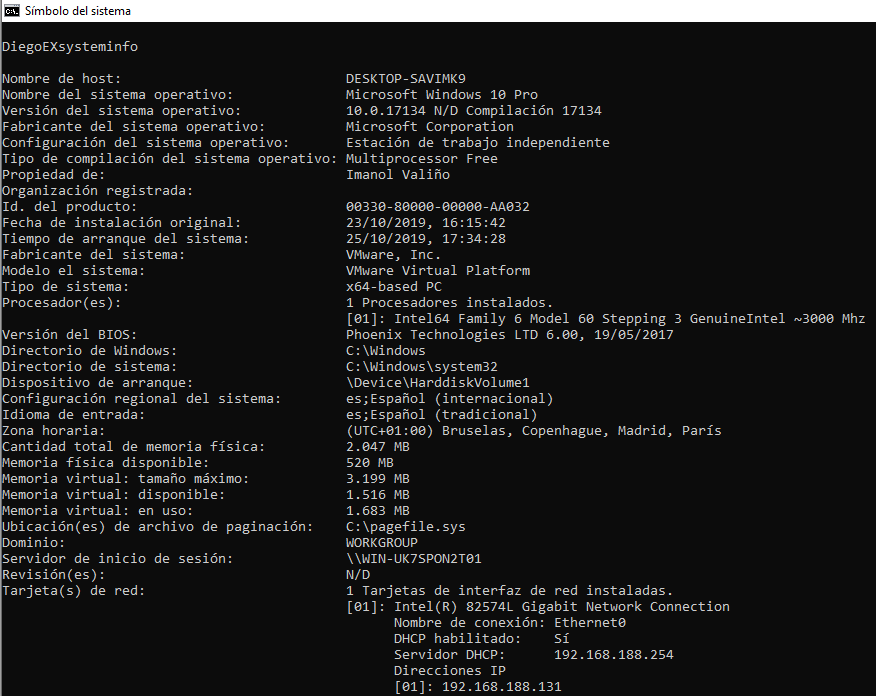 Símbolo del sistema
DiegoEXsysteminfo
Nombre de host: DESKTOP-SAVIMK9
Nombre del sistema operativo: Microsoft Windows 10 Pro
Versión del sistema operativo: 10.0.17134 N/D Compilación 17134
Fabricante del sistema operativo: Microsoft Corporation
Configuración del sistema operativo: Estación de trabajo independiente
Tipo de compilación del sistema operativo: Multiprocessor Free
Propiedad de: Imanol Valiño
Organización registrada:
Id. del producto: 00330-80000-00000-AA032
Fecha de instalación original: 23/10/2019, 16:15:42
Tiempo de arranque del sistema: 25/10/2019, 17:34:28
Fabricante del sistema: VMware, Inc.
Modelo el sistema: VMware Virtual Platform
Tipo de sistema: x64-based PC
Procesador(es): 1 Procesadores instalados.
[01]: Intel64 Family 6 Model 60 Stepping 3 GenuineIntel ~3000 Mhz
Versión del BIOS: Phoenix Technologies LTD 6.00, 19/05/2017
Directorio de Windows: C:\Windows
Directorio de sistema: C:\Windows\system32
Dispositivo de arranque: \Device\HarddiskVolume1
Configuración regional del sistema: es;Español (internacional)
Idioma de entrada: es;Español (tradicional)
Zona horaria: (UTC+01:00) Bruselas, Copenhague, Madrid, París
Cantidad total de memoria física: 2.047 MB
Memoria física disponible: 520 MB
Memoria virtual: tamaño máximo: 3.199 MB
Memoria virtual: disponible: 1.516 MB
Memoria virtual: en uso: 1.683 MB
Ubicación(es) de archivo de paginación: C:\pagefile.sys
Dominio: WORKGROUP
Servidor de inicio de sesión: \\WIN-UK7SPON2T01
Revisión(es): N/D
Tarjeta(s) de red: 1 Tarjetas de interfaz de red instaladas.
[01]: Intel(R) 82574L Gigabit Network Connection
Nombre de conexión: Ethernet0
DHCP habilitado: Sí
Servidor DHCP: 192.168.188.254
Direcciones IP
[01]: 192.168.188.131